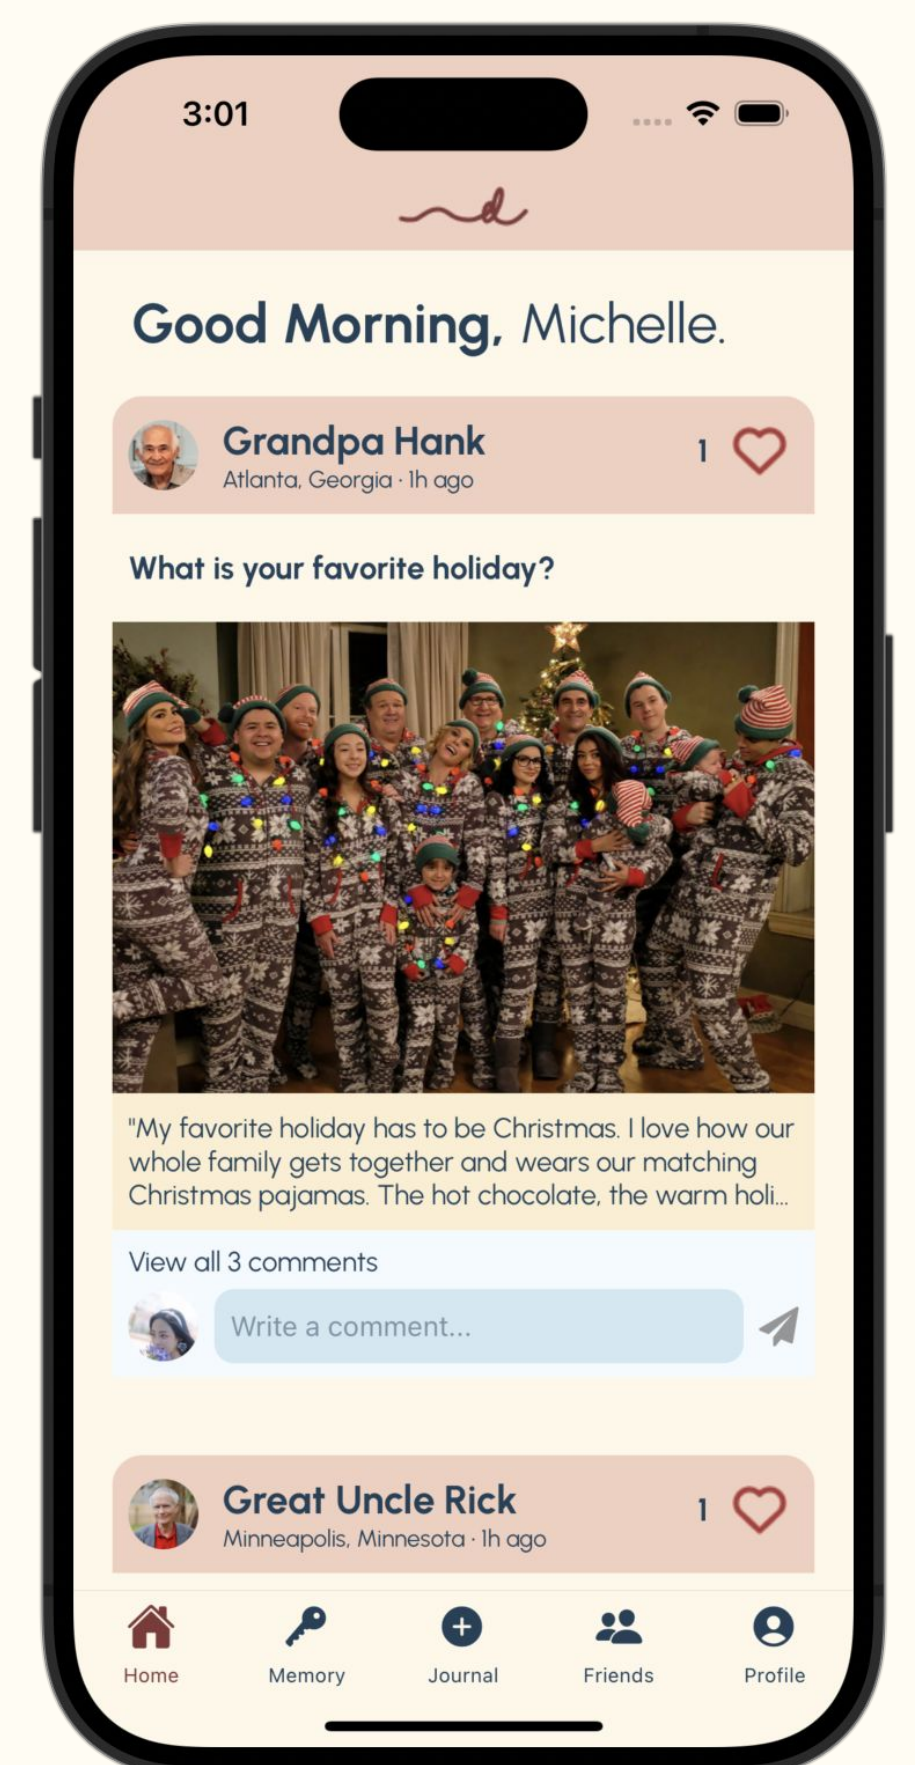 3:01
d
Good Morning, Michelle.
Grandpa Hank
1
Atlanta, Georgia · 1h ago
What is your favorite holiday?
"My favorite holiday has to be Christmas. I love how our
whole family gets together and wears our matching
Christmas pajamas. The hot chocolate, the warm holi...
View all 3 comments
Write a comment...
Great Uncle Rick
1
Minneapolis, Minnesota · 1h ago
Home
Memory
Journal
Friends
Profile